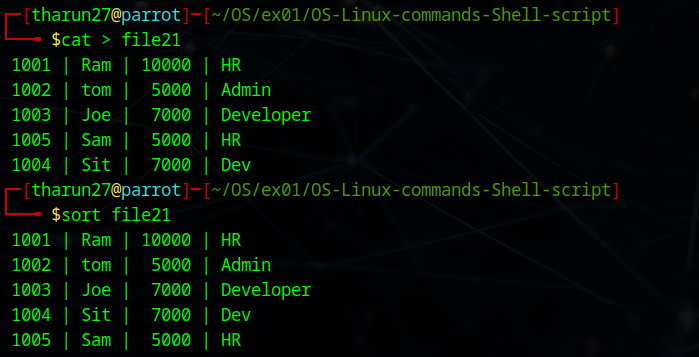 ┌─[tharun27@parrot]─[~/OS/ex01/OS-Linux-commands-Shell-script]
└──╼ $cat > file21
1001 | Ram | 10000 | HR
1002 | tom |  5000 | Admin
1003 | Joe |  7000 | Developer
1005 | Sam |  5000 | HR
1004 | Sit |  7000 | Dev
┌─[tharun27@parrot]─[~/OS/ex01/OS-Linux-commands-Shell-script]
└──╼ $sort file21
1001 | Ram | 10000 | HR
1002 | tom |  5000 | Admin
1003 | Joe |  7000 | Developer
1004 | Sit |  7000 | Dev
1005 | Sam |  5000 | HR